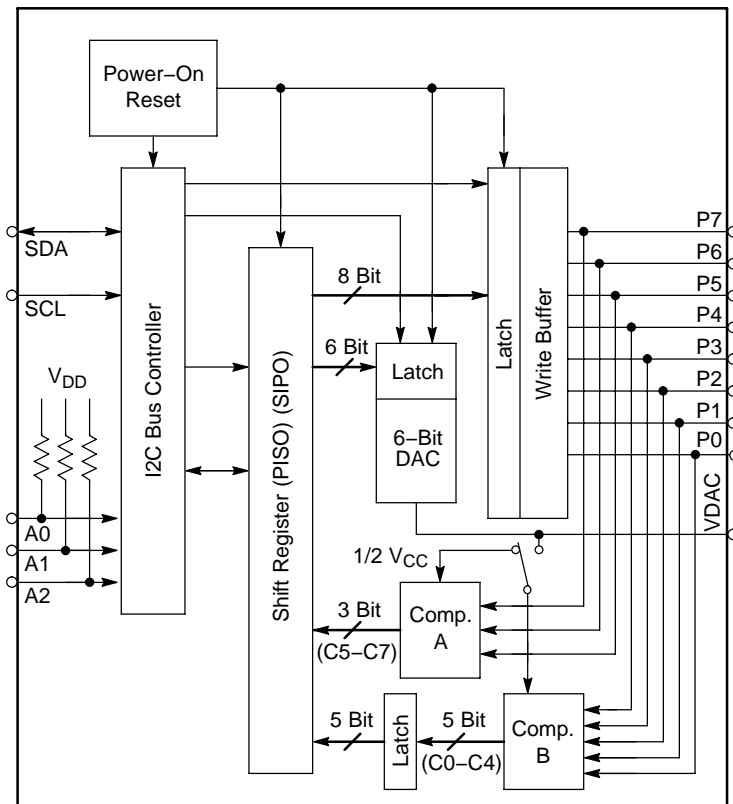 Power–On
Reset
SDA
SCL
VDD
A0
A1
A2
I2C Bus Controller
Shift Register (PISO) (SIPO)
8 Bit
6 Bit
Latch
6–Bit
DAC
Latch
Write Buffer
P7
P6
P5
P4
P3
P2
P1
P0
VDAC
1/2 VCC
3 Bit
(C5–C7)
Comp.
A
5 Bit
Latch
5 Bit
(C0–C4)
Comp.
B